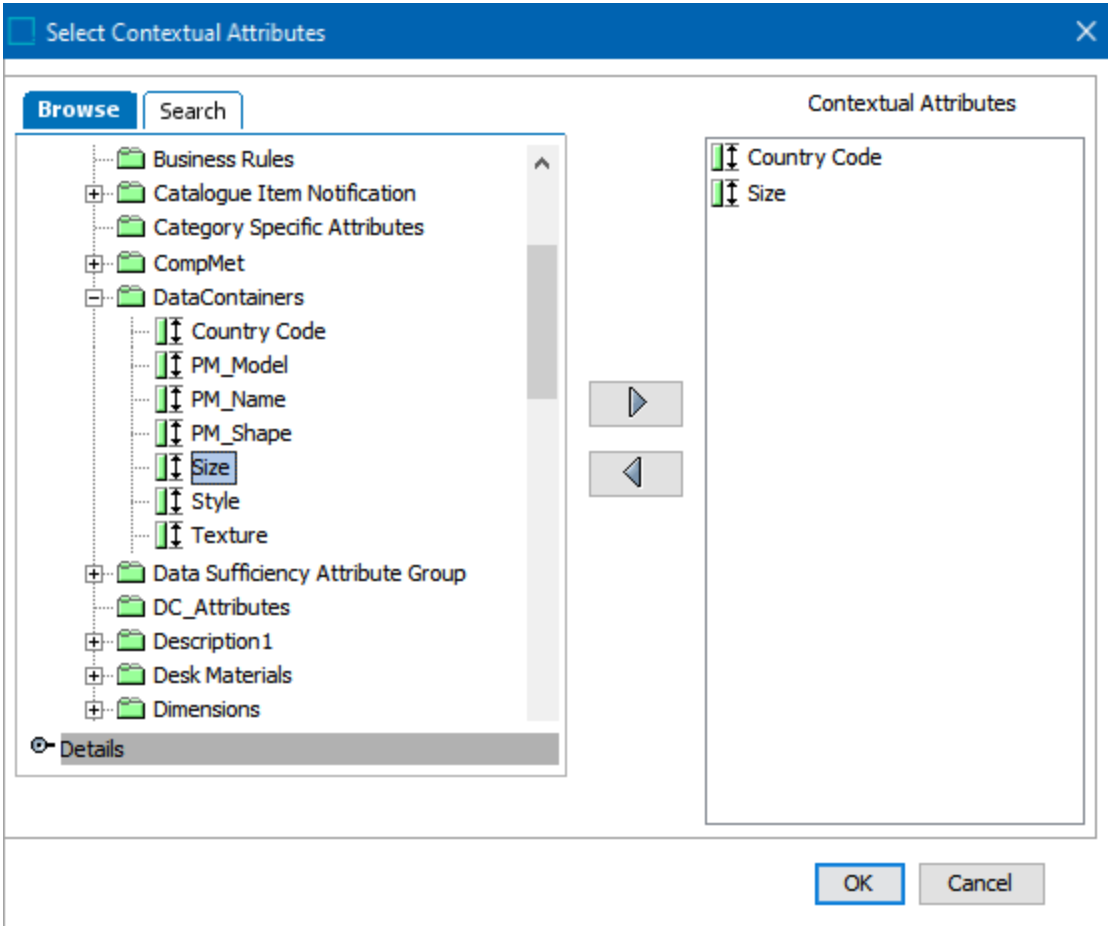 Select Contextual Attributes
Browse
Search
Business Rules
Catalogue Item Notification
Category Specific Attributes
CompMet
DataContainers
Country Code
PM_Model
PM_Name
PM_Shape
Size
Style
Texture
Data Sufficiency Attribute Group
DC_Attributes
Description1
Desk Materials
Dimensions
Details
Contextual Attributes
Country Code
Size
OK
Cancel